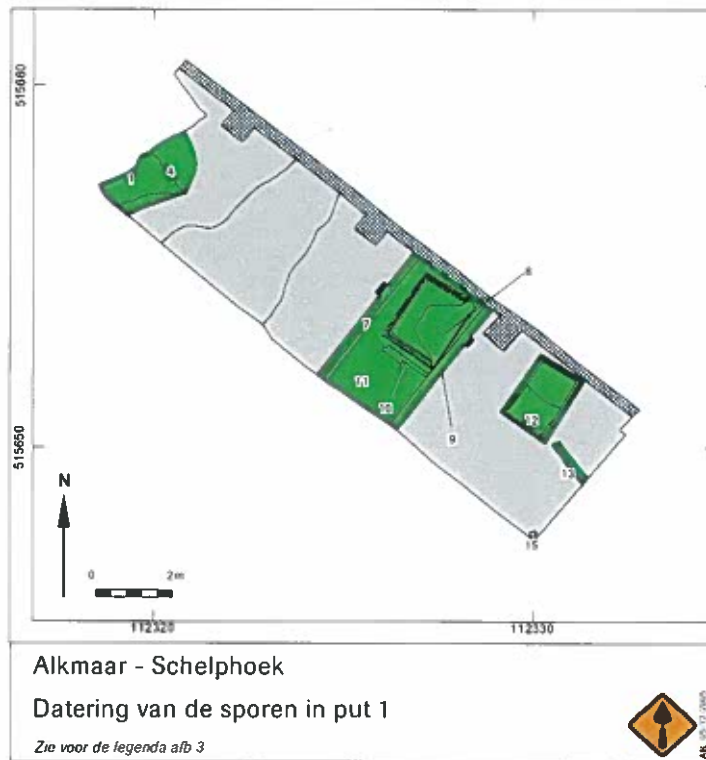 515660
1
4
8
7
11
10
9
12
13
15
515650
N
0 2m
112320
112330
Alkmaar - Schelphoek
Datering van de sporen in put 1
Zie voor de legenda afb 3